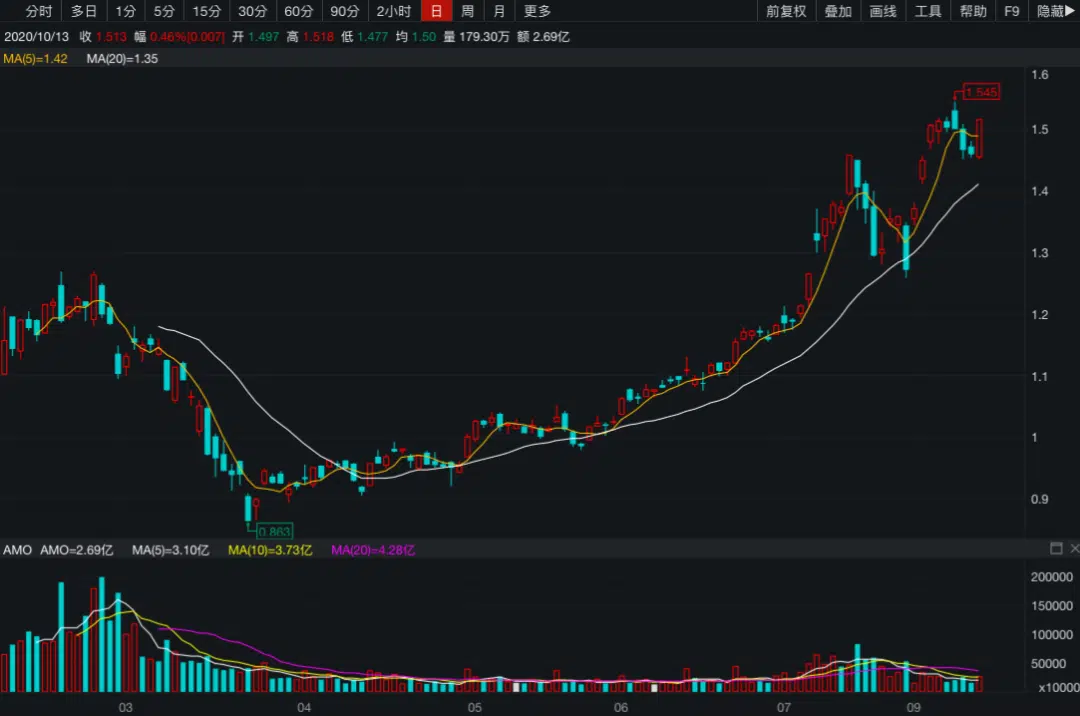 分时 多日 1分 5分 15分 30分 60分 90分 2小时 日 周 月 更多 前复权 叠加 画线 工具 帮助 F9 隐藏▶
2020/10/13 收 1.513 幅 0.46%[0.007] 开 1.497 高 1.518 低 1.477 均 1.50 量 179.30万 额 2.69亿
MA(5)=1.42 MA(20)=1.35
1.6
1.545
1.5
1.4
1.3
1.2
1.1
1
0.9
0.863
AMO AMO=2.69亿 MA(5)=3.10亿 MA(10)=3.73亿 MA(20)=4.28亿
200000
150000
100000
50000
x10000
03 04 05 06 07 09